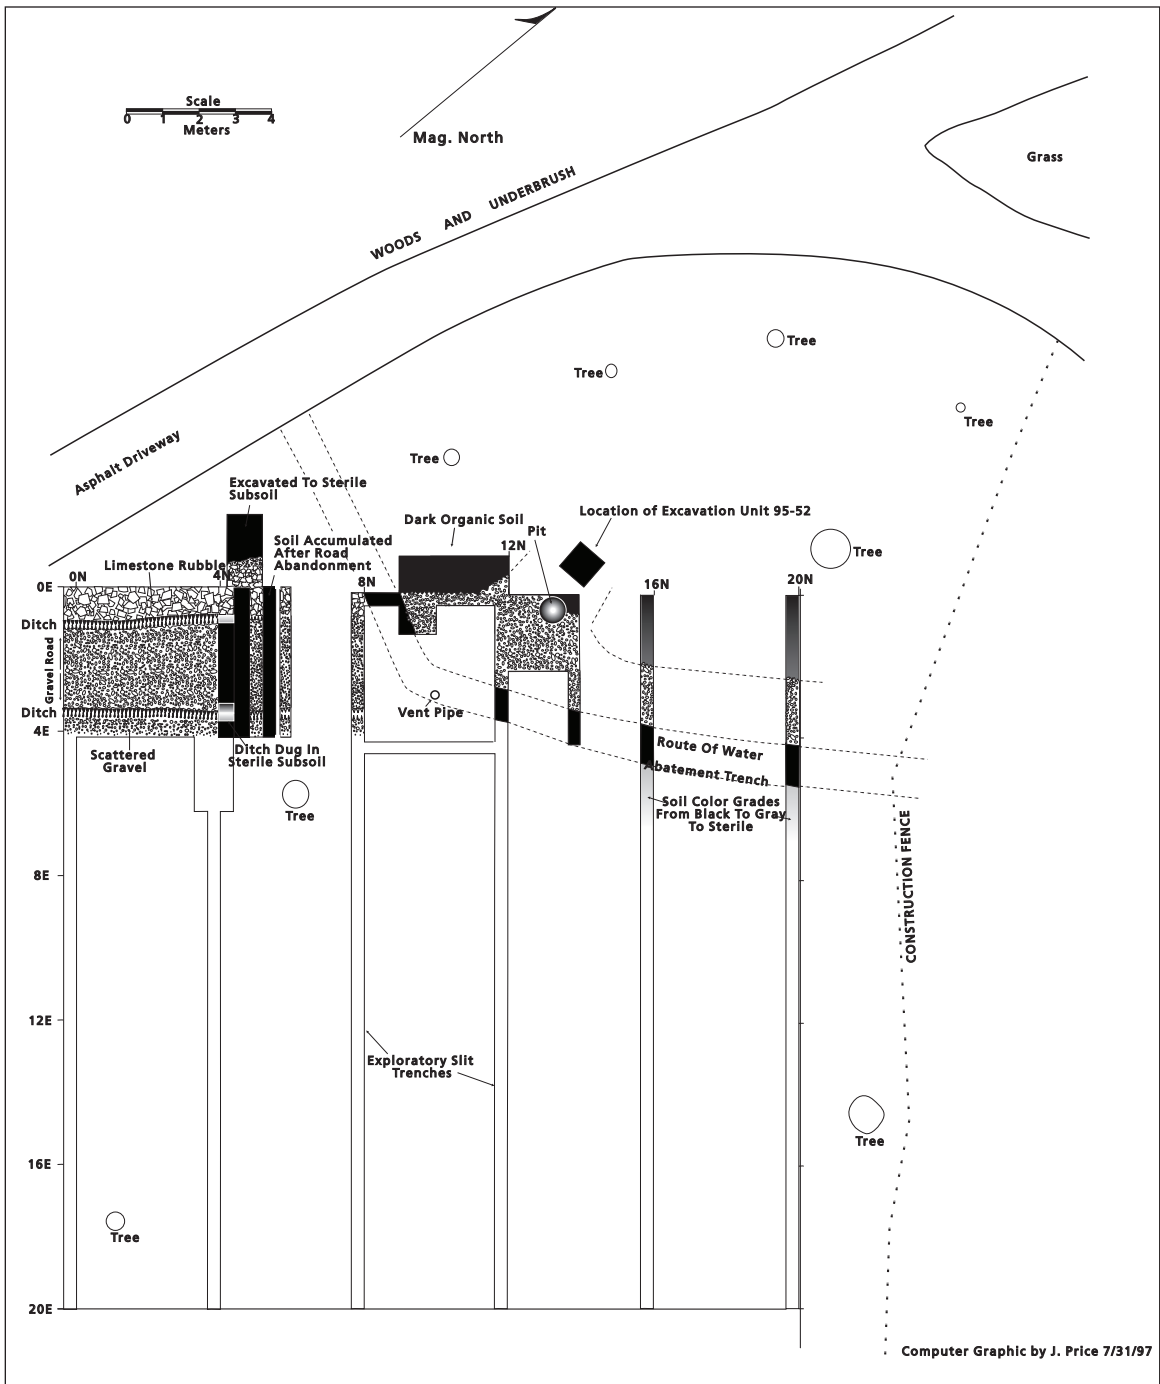 Scale
0 1 2 3 4
Meters
Mag. North
WOODS AND UNDERBRUSH
Grass
Tree
Tree
Tree
Tree
Asphalt Driveway
Excavated To Sterile
Subsoil
Location of Excavation Unit 95-52
Dark Organic Soil
Pit
Soil Accumulated
After Road
Abandonment
12N
Tree
Limestone Rubble
0N
4N
8N
16N
20N
0E
Ditch
Gravel Road
Ditch
4E
Vent Pipe
Scattered
Gravel
Ditch Dug In
Sterile Subsoil
Route Of Water
Abatement Trench
Soil Color Grades
From Black To Gray
To Sterile
Tree
CONSTRUCTION FENCE
8E
12E
Exploratory Slit
Trenches
Tree
16E
Tree
20E
Computer Graphic by J. Price 7/31/97